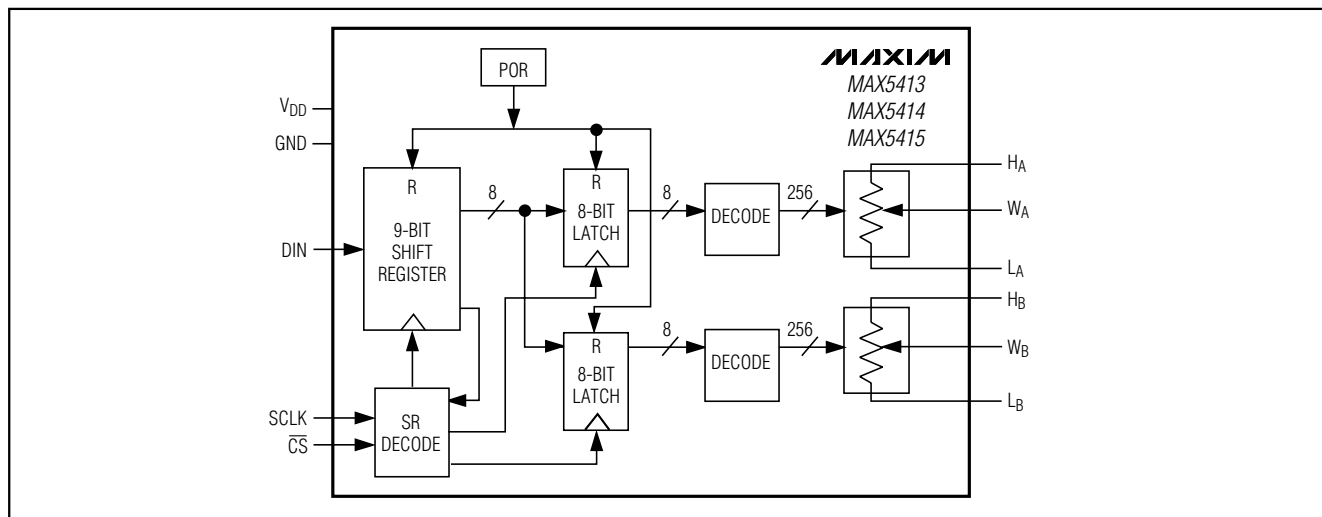 MAXIM
MAX5413
MAX5414
MAX5415
POR
VDD
GND
DIN
SCLK
CS
R
9-BIT
SHIFT
REGISTER
SR
DECODE
8
R
8-BIT
LATCH
8
DECODE
256
HA
WA
LA
R
8-BIT
LATCH
8
DECODE
256
HB
WB
LB